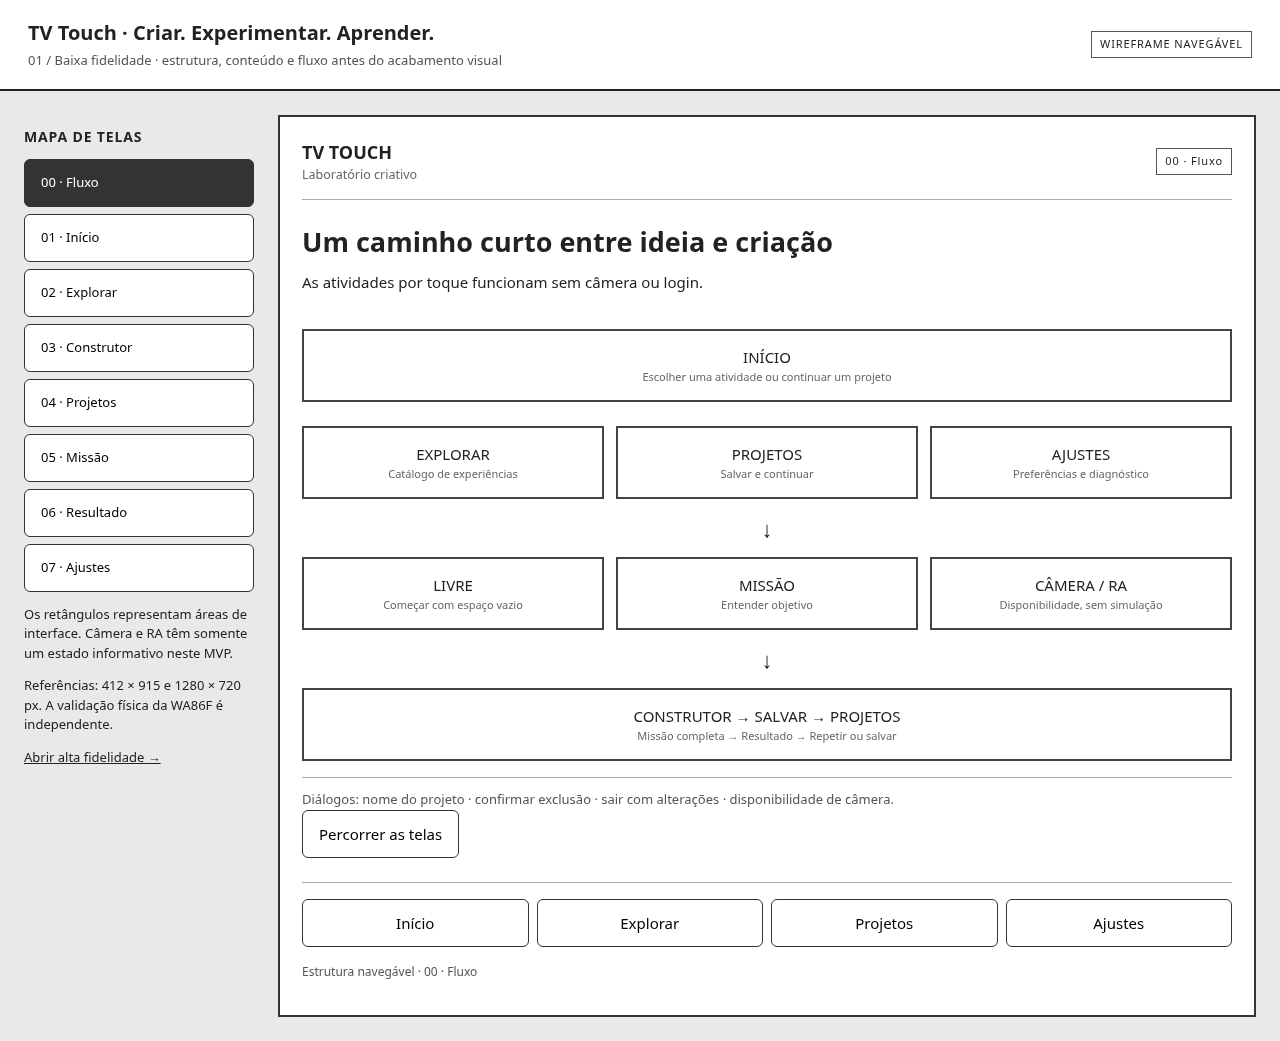 TV Touch · Criar. Experimentar. Aprender.
01 / Baixa fidelidade · estrutura, conteúdo e fluxo antes do acabamento visual
WIREFRAME NAVEGÁVEL
MAPA DE TELAS
00 · Fluxo
01 · Início
02 · Explorar
03 · Construtor
04 · Projetos
05 · Missão
06 · Resultado
07 · Ajustes
Os retângulos representam áreas de
interface. Câmera e RA têm somente
um estado informativo neste MVP.
Referências: 412 × 915 e 1280 × 720
px. A validação física da WA86F é
independente.
Abrir alta fidelidade →
TV TOUCH
Laboratório criativo
00 · Fluxo
Um caminho curto entre ideia e criação
As atividades por toque funcionam sem câmera ou login.
INÍCIO
Escolher uma atividade ou continuar um projeto
EXPLORAR
Catálogo de experiências
PROJETOS
Salvar e continuar
AJUSTES
Preferências e diagnóstico
↓
LIVRE
Começar com espaço vazio
MISSÃO
Entender objetivo
CÂMERA / RA
Disponibilidade, sem simulação
↓
CONSTRUTOR → SALVAR → PROJETOS
Missão completa → Resultado → Repetir ou salvar
Diálogos: nome do projeto · confirmar exclusão · sair com alterações · disponibilidade de câmera.
Percorrer as telas
Início
Explorar
Projetos
Ajustes
Estrutura navegável · 00 · Fluxo